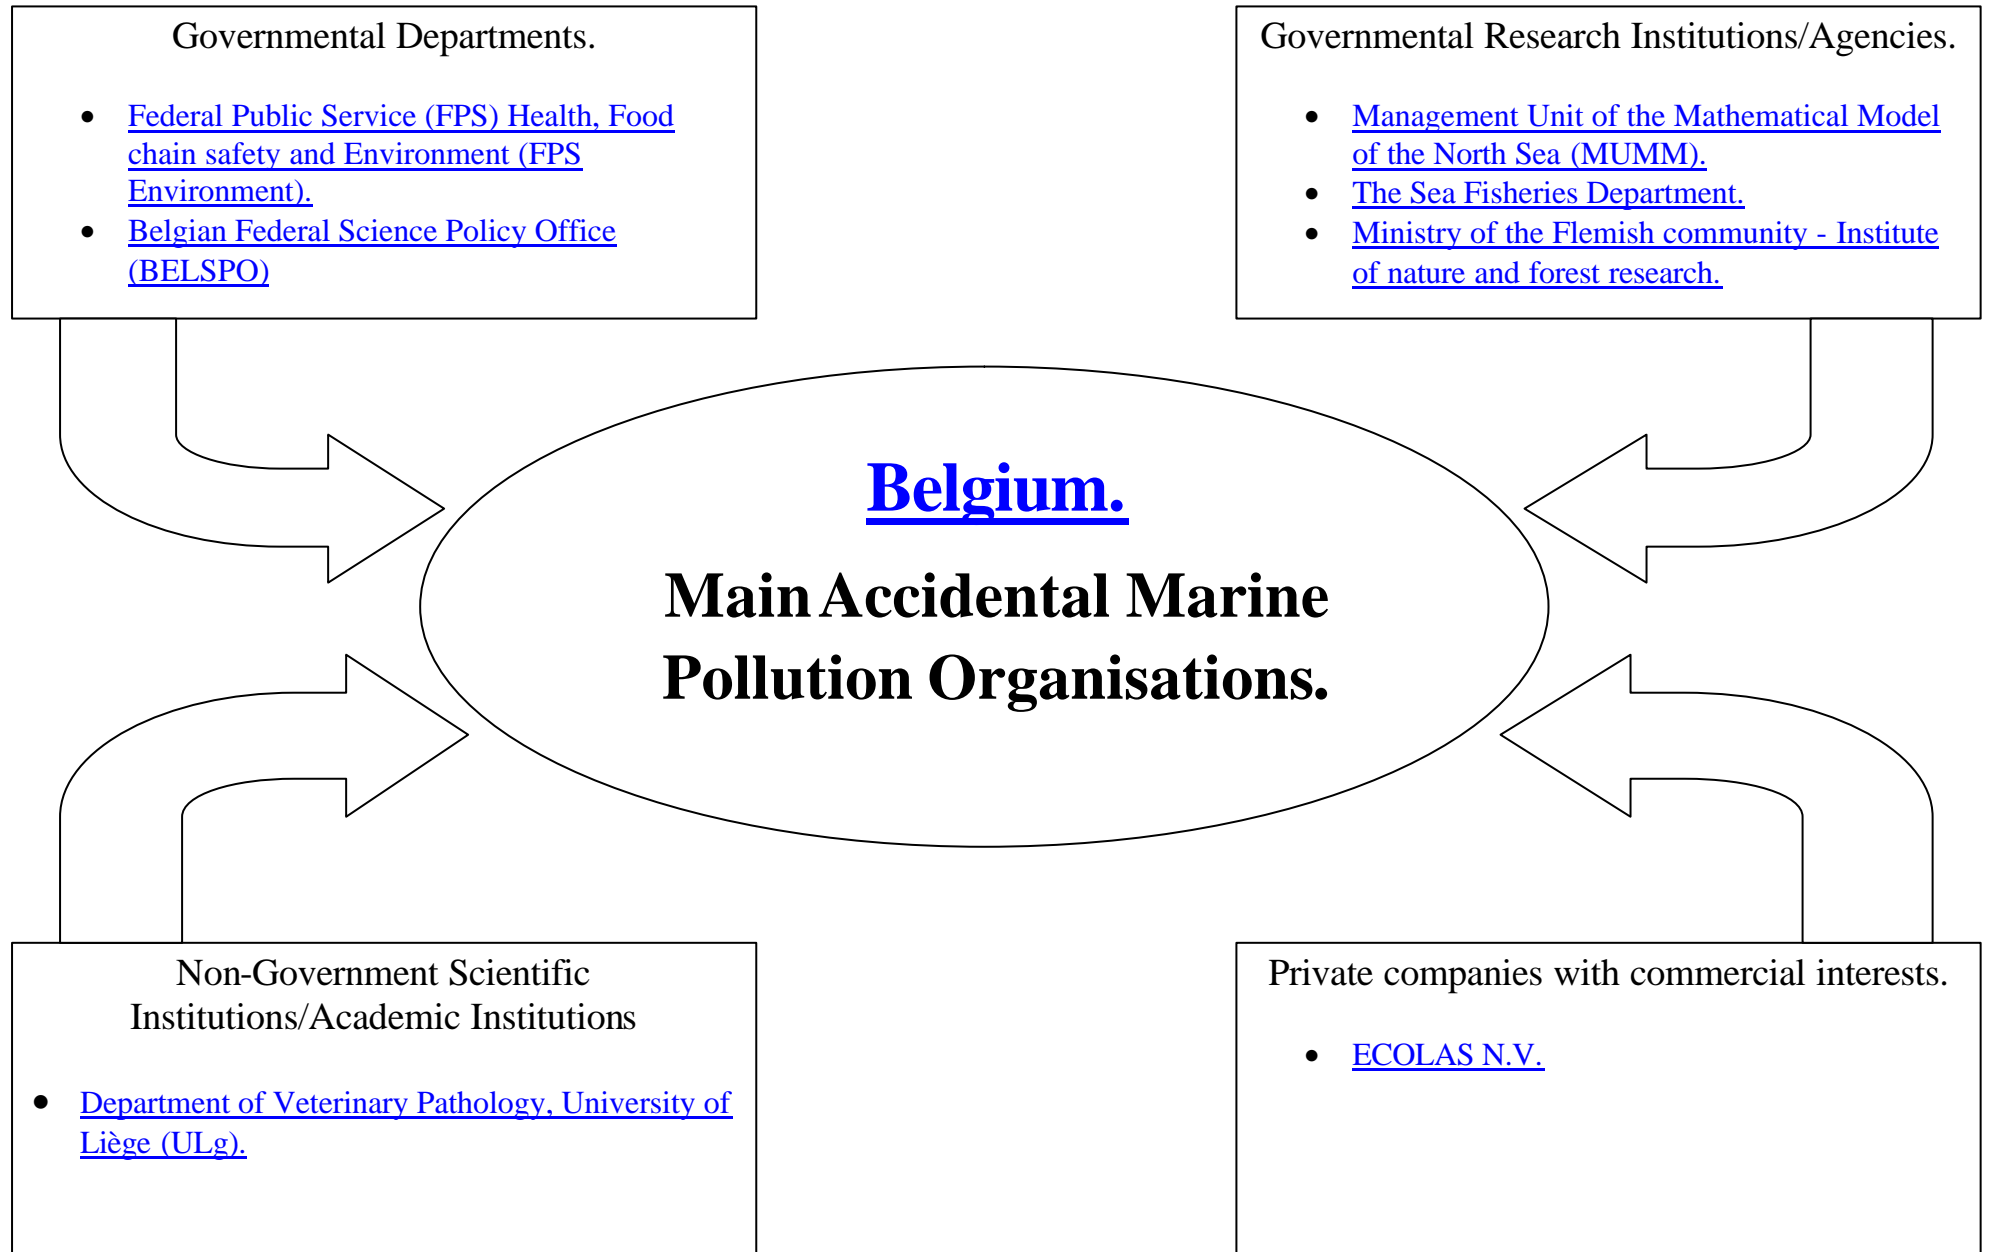 Governmental Departments.
• Federal Public Service (FPS) Health, Food
chain safety and Environment (FPS
Environment).
• Belgian Federal Science Policy Office
(BELSPO)
Governmental Research Institutions/Agencies.
• Management Unit of the Mathematical Model
of the North Sea (MUMM).
• The Sea Fisheries Department.
• Ministry of the Flemish community - Institute
of nature and forest research.
Belgium.
Main Accidental Marine
Pollution Organisations.
Non-Government Scientific
Institutions/Academic Institutions
• Department of Veterinary Pathology, University of
Liège (ULg).
Private companies with commercial interests.
• ECOLAS N.V.